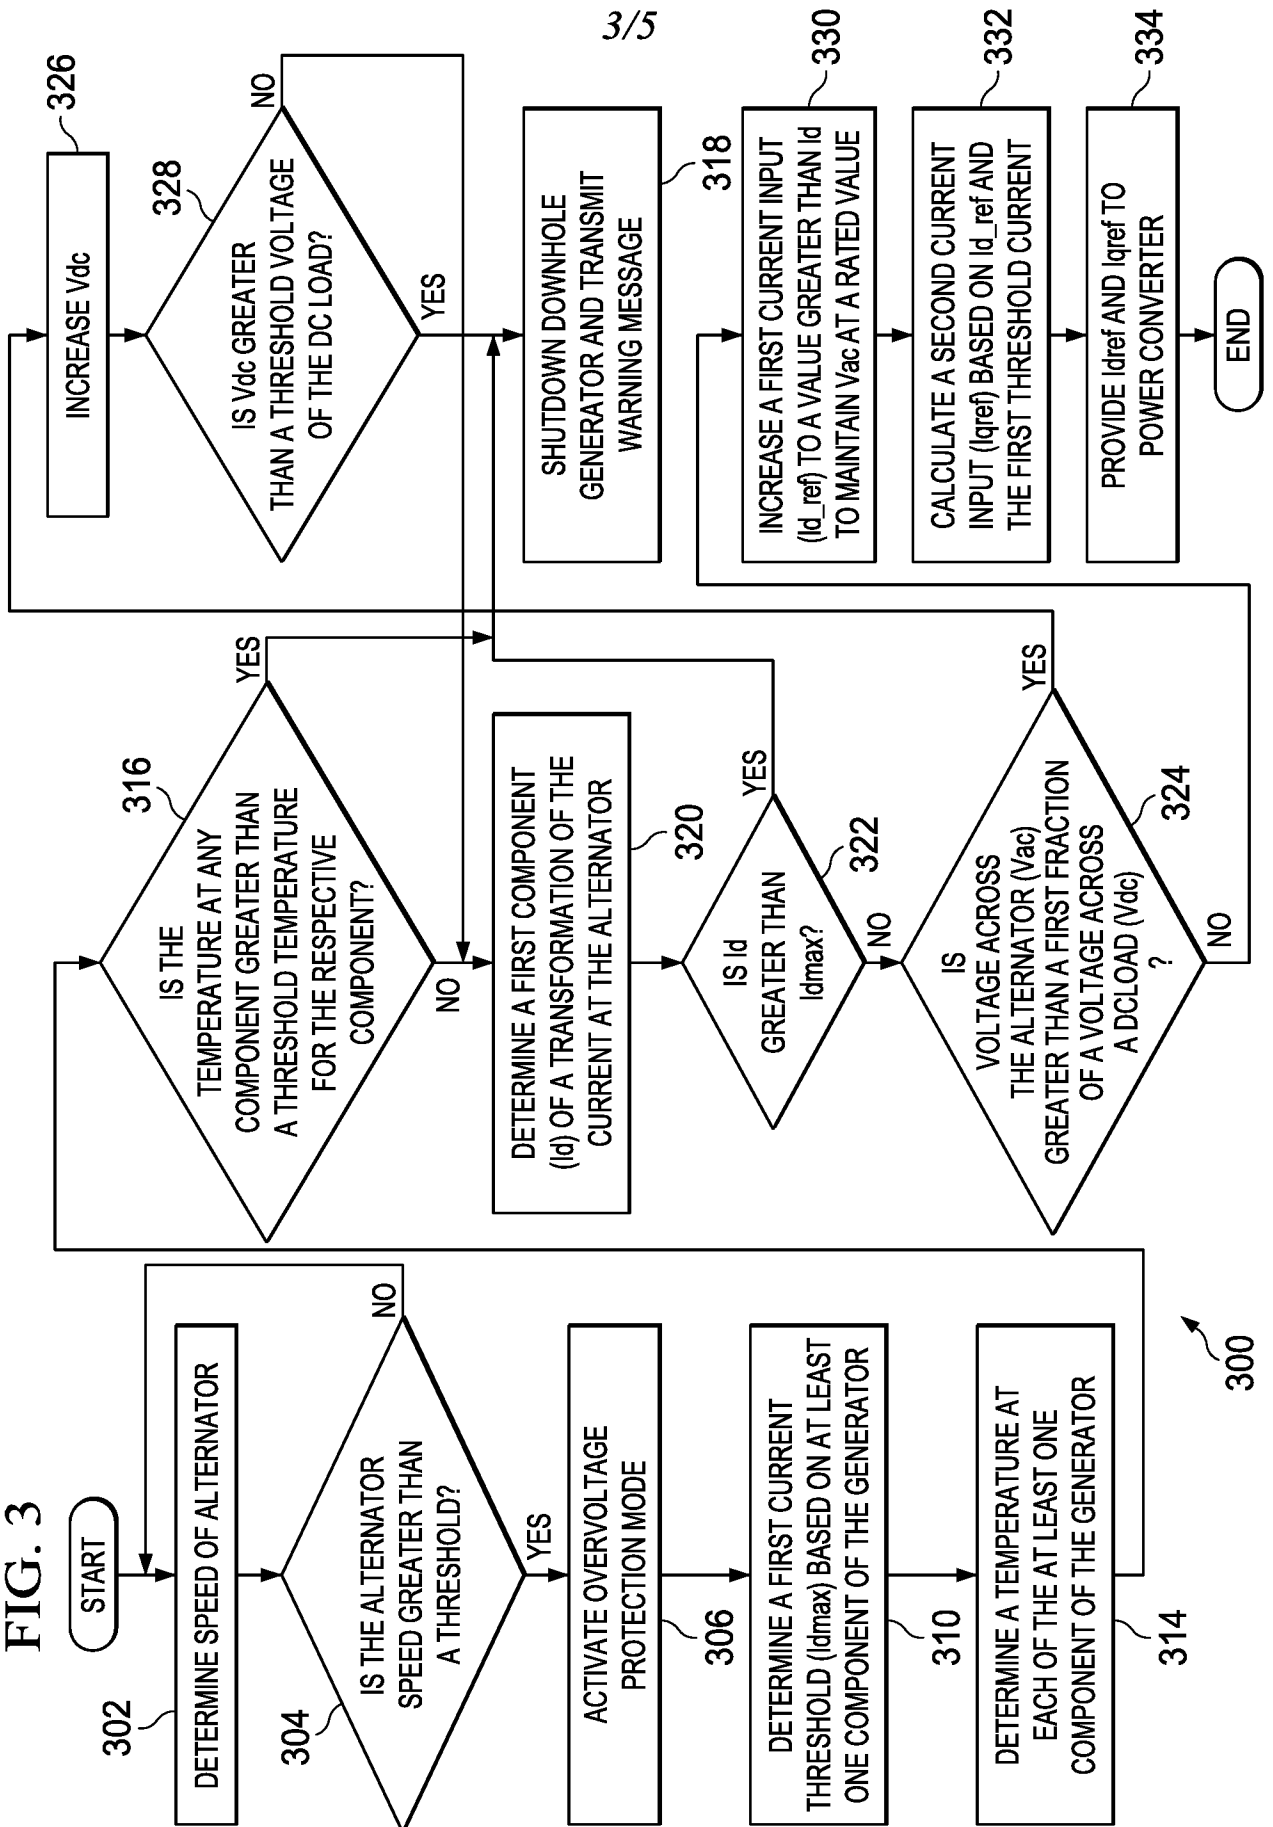 3/5
FIG. 3
START
302
DETERMINE SPEED OF ALTERNATOR
304
IS THE ALTERNATOR
SPEED GREATER THAN
A THRESHOLD?
NO
YES
ACTIVATE OVERVOLTAGE
PROTECTION MODE
306
DETERMINE A FIRST CURRENT
THRESHOLD (Idmax) BASED ON AT LEAST
ONE COMPONENT OF THE GENERATOR
310
DETERMINE A TEMPERATURE AT
EACH OF THE AT LEAST ONE
COMPONENT OF THE GENERATOR
314
300
316
IS THE
TEMPERATURE AT ANY
COMPONENT GREATER THAN
A THRESHOLD TEMPERATURE
FOR THE RESPECTIVE
COMPONENT?
YES
NO
DETERMINE A FIRST COMPONENT
(Id) OF A TRANSFORMATION OF THE
CURRENT AT THE ALTERNATOR
320
IS Id
GREATER THAN
Idmax?
YES
322
NO
IS
VOLTAGE ACROSS
THE ALTERNATOR (Vac)
GREATER THAN A FIRST FRACTION
OF A VOLTAGE ACROSS
A DCLOAD (Vdc)
?
YES
324
NO
326
INCREASE Vdc
328
IS Vdc GREATER
THAN A THRESHOLD VOLTAGE
OF THE DC LOAD?
NO
YES
SHUTDOWN DOWNHOLE
GENERATOR AND TRANSMIT
WARNING MESSAGE
318
330
INCREASE A FIRST CURRENT INPUT
(Id_ref) TO A VALUE GREATER THAN Id
TO MAINTAIN Vac AT A RATED VALUE
332
CALCULATE A SECOND CURRENT
INPUT (Iqref) BASED ON Id_ref AND
THE FIRST THRESHOLD CURRENT
334
PROVIDE Idref AND Iqref TO
POWER CONVERTER
END